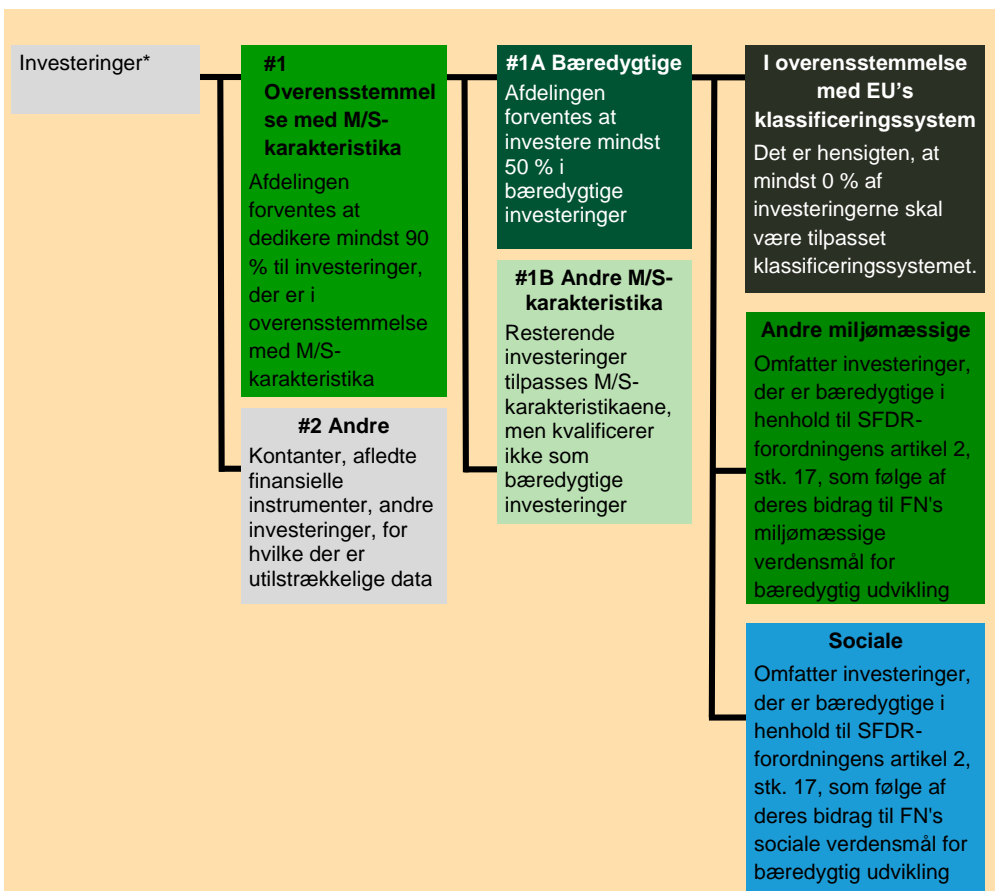 Investeringer*
#1
Overensstemmel
se med M/S-
karakteristika
Afdelingen
forventes at
dedikere mindst 90
% til investeringer,
der er i
overensstemmelse
med M/S-
karakteristika
#2 Andre
Kontanter, afledte
finansielle
instrumenter, andre
investeringer, for
hvilke der er
utilstrækkelige data
#1A Bæredygtige
Afdelingen
forventes at
investere mindst
50 % i
bæredygtige
investeringer
#1B Andre M/S-
karakteristika
Resterende
investeringer
tilpasses M/S-
karakteristikaene,
men kvalificerer
ikke som
bæredygtige
investeringer
I overensstemmelse
med EU's
klassificeringssystem
Det er hensigten, at
mindst 0 % af
investeringerne skal
være tilpasset
klassificeringssystemet.
Andre miljømæssige
Omfatter investeringer,
der er bæredygtige i
henhold til SFDR-
forordningens artikel 2,
stk. 17, som følge af
deres bidrag til FN's
miljømæssige
verdensmål for
bæredygtig udvikling
Sociale
Omfatter investeringer,
der er bæredygtige i
henhold til SFDR-
forordningens artikel 2,
stk. 17, som følge af
deres bidrag til FN's
sociale verdensmål for
bæredygtig udvikling